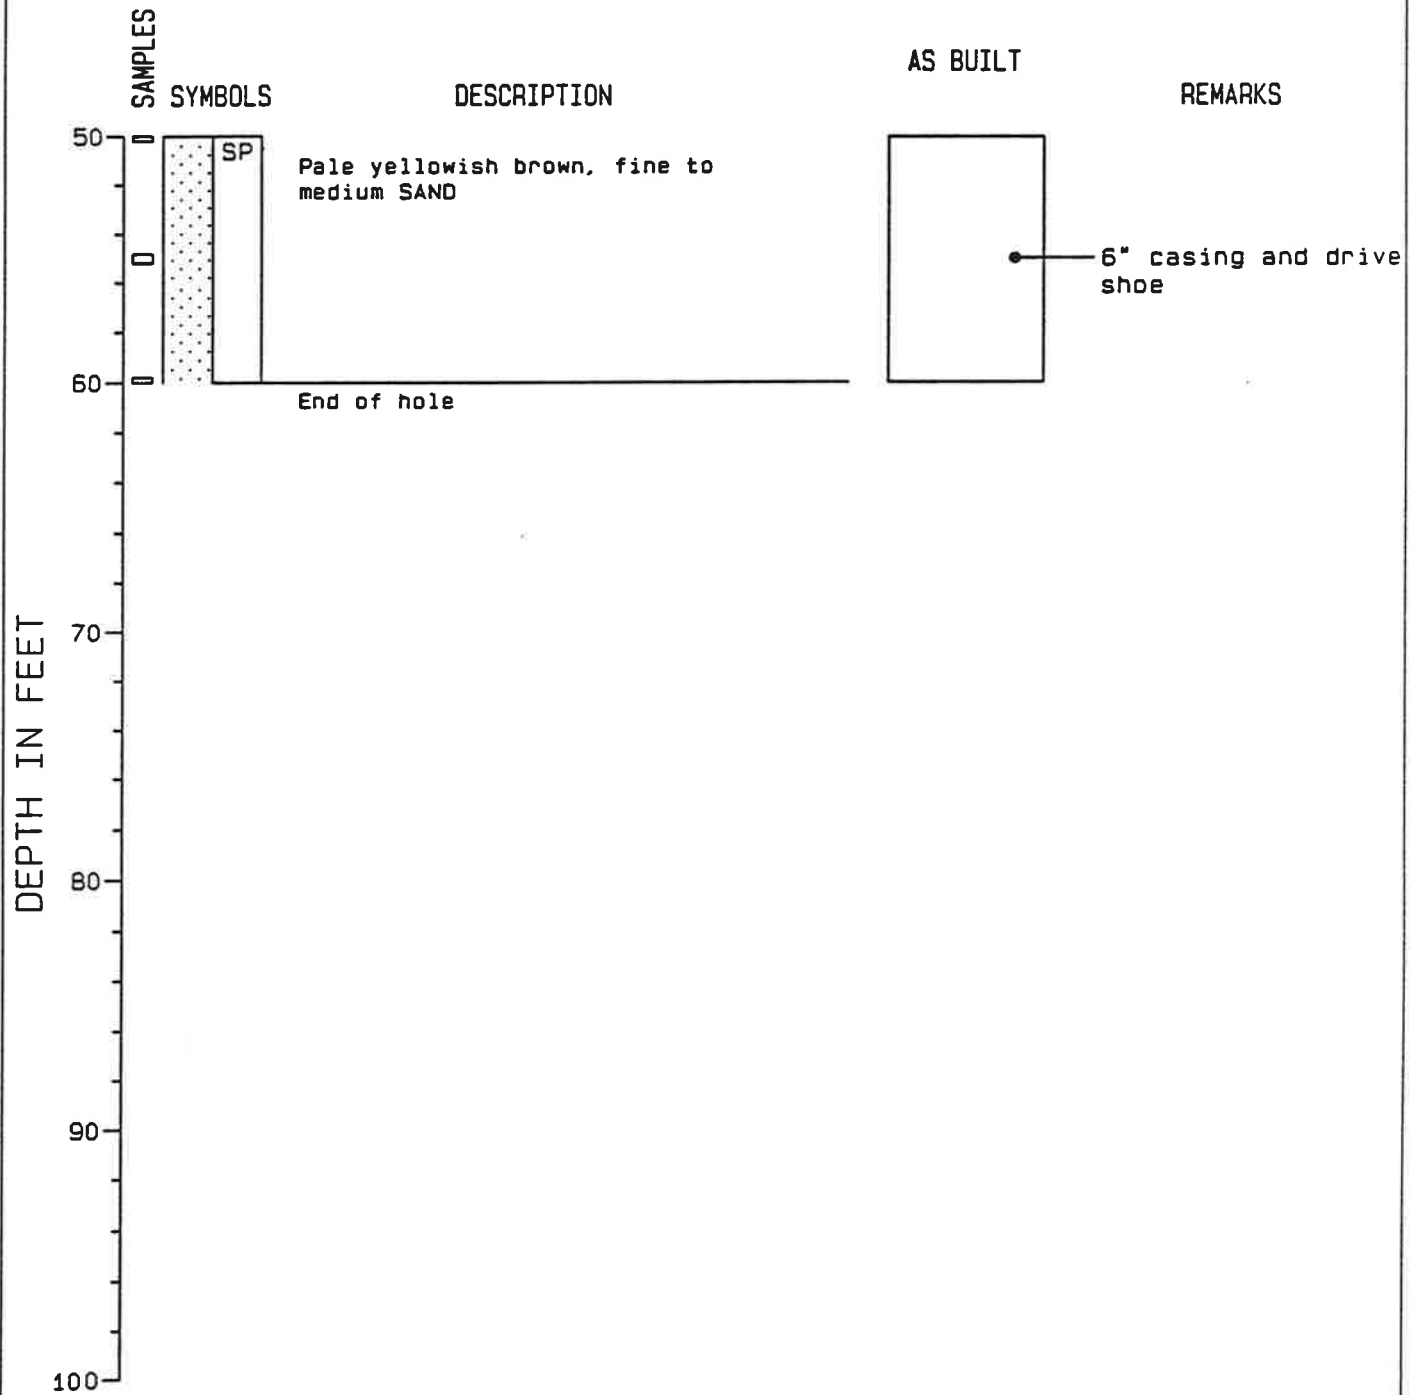 SAMPLES
SYMBOLS
DESCRIPTION
AS BUILT
REMARKS
50
SP
Pale yellowish brown, fine to
medium SAND
6" casing and drive
shoe
60
End of hole
70
DEPTH IN FEET
80
90
100